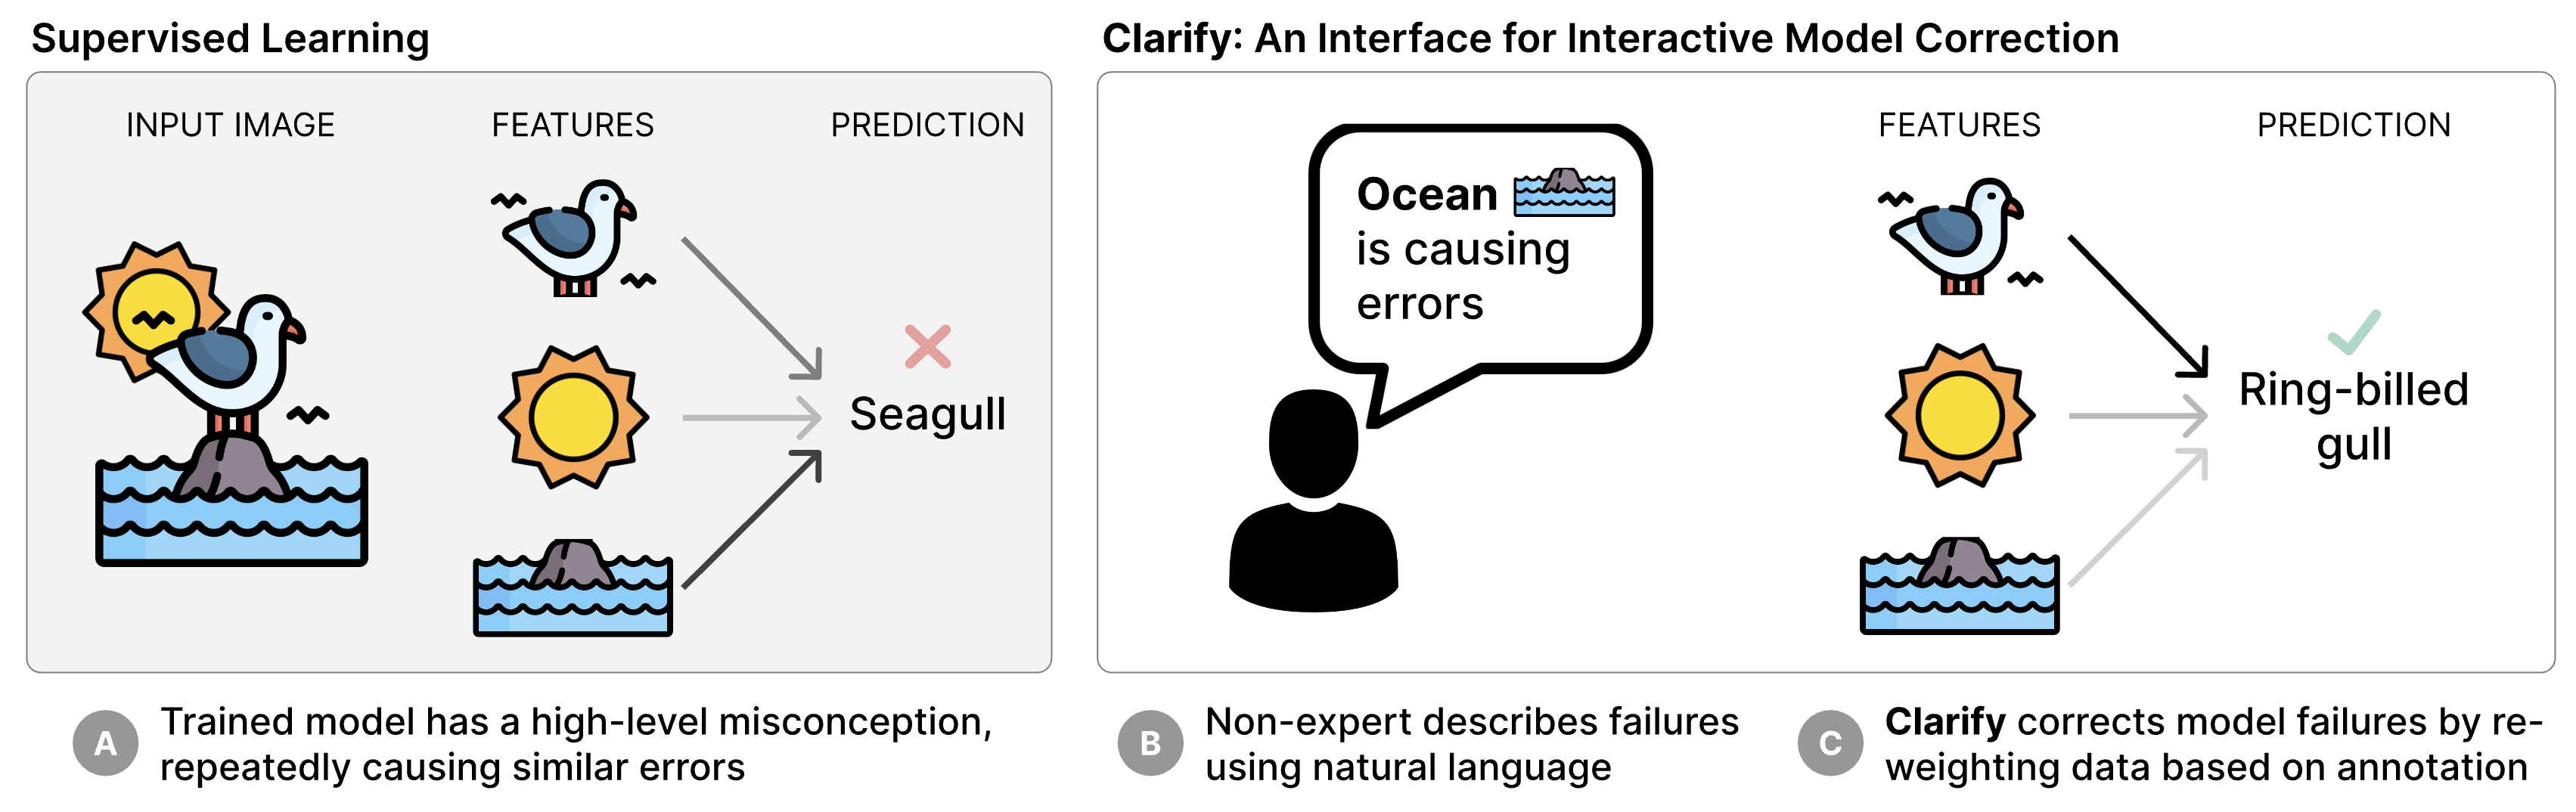 Supervised Learning
INPUT IMAGE
FEATURES
PREDICTION
Seagull
A
Trained model has a high-level misconception,
repeatedly causing similar errors
Clarify: An Interface for Interactive Model Correction
Ocean
is causing
errors
FEATURES
PREDICTION
Ring-billed
gull
B
Non-expert describes failures
using natural language
C
Clarify corrects model failures by re-
weighting data based on annotation